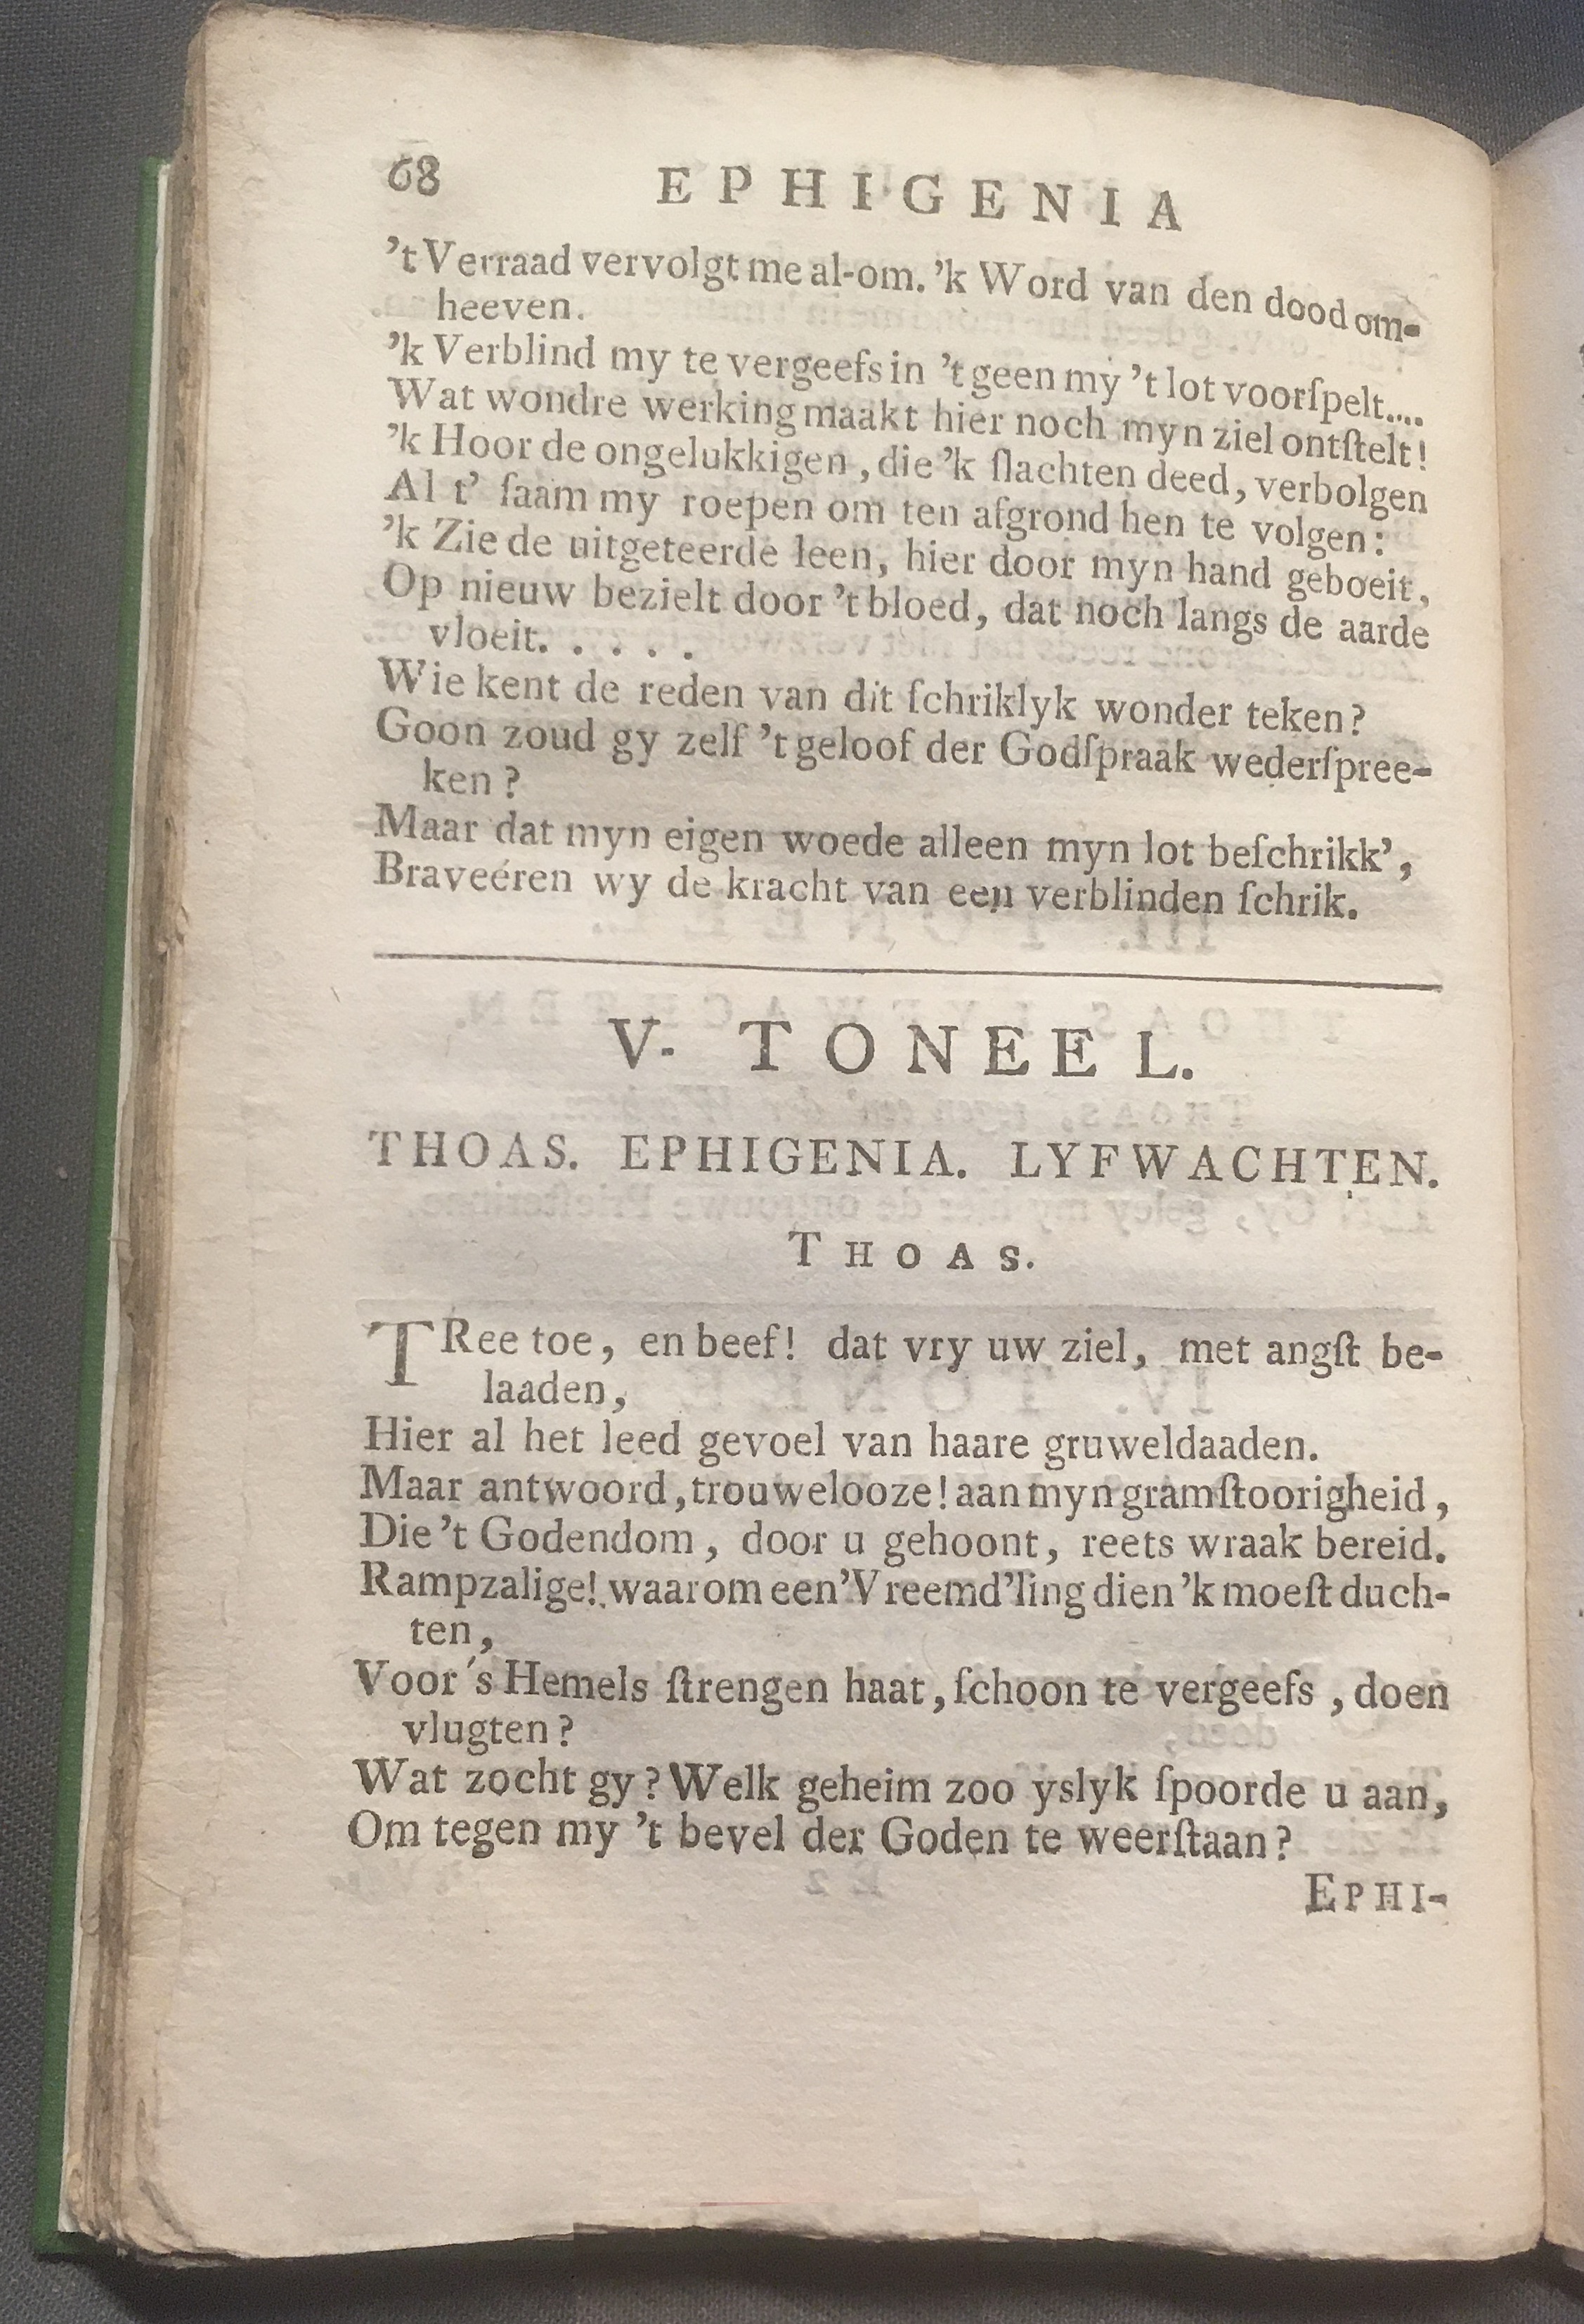 68 EPHIGENIA
't Verraad vervolgt me al-om. 'k Word van den dood om-
heeven.
'k Verblind my te vergeefs in 't geen my 't lot voorſpelt....
Wat wondre werking maakt hier noch myn ziel ontſtelt!
'k Hoor de ongelukkigen, die 'k ſlachten deed, verbolgen
Al t' ſaam my roepen om ten afgrond hen te volgen:
'k Zie de uitgeteerde leen, hier door myn hand geboeit,
Op nieuw bezielt door 't bloed, dat noch langs de aarde
vloeit. . . . .
Wie kent de reden van dit ſchriklyk wonder teken?
Goon zoud gy zelf 't geloof der Godſpraak wederſpree-
ken?
Maar dat myn eigen woede alleen myn lot beſchrikk',
Braveéren wy de kracht van een verblinden ſchrik.
V. TONEEL.
THOAS. EPHIGENIA. LYFWACHTEN.
THOAS.
TRee toe, en beef! dat vry uw ziel, met angſt be-
laaden,
Hier al het leed gevoel van haare gruweldaaden.
Maar antwoord, trouwelooze! aan myn gramſtoorigheid,
Die 't Godendom, door u gehoont, reets wraak bereid.
Rampzalige! waarom een' Vreemd'ling dien 'k moeſt duch-
ten,
Voor 's Hemels ſtrengen haat, ſchoon te vergeefs, doen
vlugten?
Wat zocht gy? Welk geheim zoo yslyk ſpoorde u aan,
Om tegen my 't bevel der Goden te weerſtaan?
EPHI-